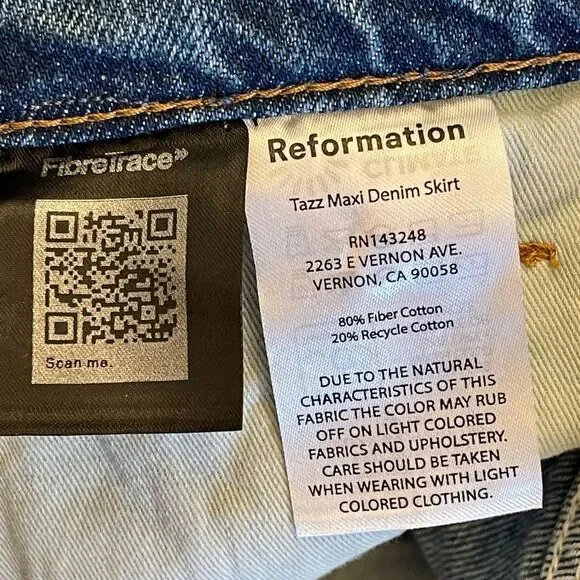 FibreTrace
Scan me.
Reformation
Tazz Maxi Denim Skirt
RN143248
2263 E VERNON AVE.
VERNON, CA 90058
80% Fiber Cotton
20% Recycle Cotton
DUE TO THE NATURAL
CHARACTERISTICS OF THIS
FABRIC THE COLOR MAY RUB
OFF ON LIGHT COLORED
FABRICS AND UPHOLSTERY.
CARE SHOULD BE TAKEN
WHEN WEARING WITH LIGHT
COLORED CLOTHING.